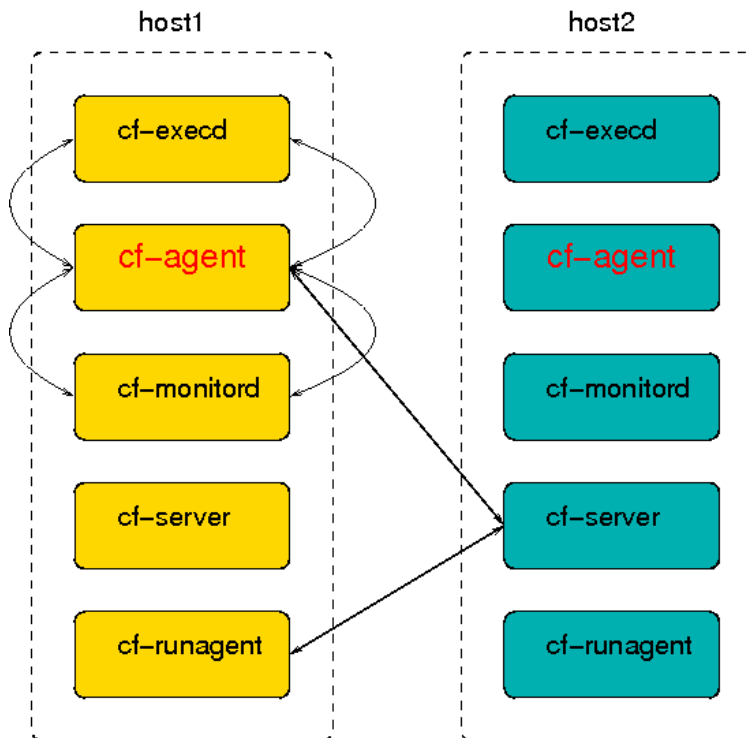 host1
cf-execd
cf-agent
cf-monitord
cf-server
cf-runagent
host2
cf-execd
cf-agent
cf-monitord
cf-server
cf-runagent